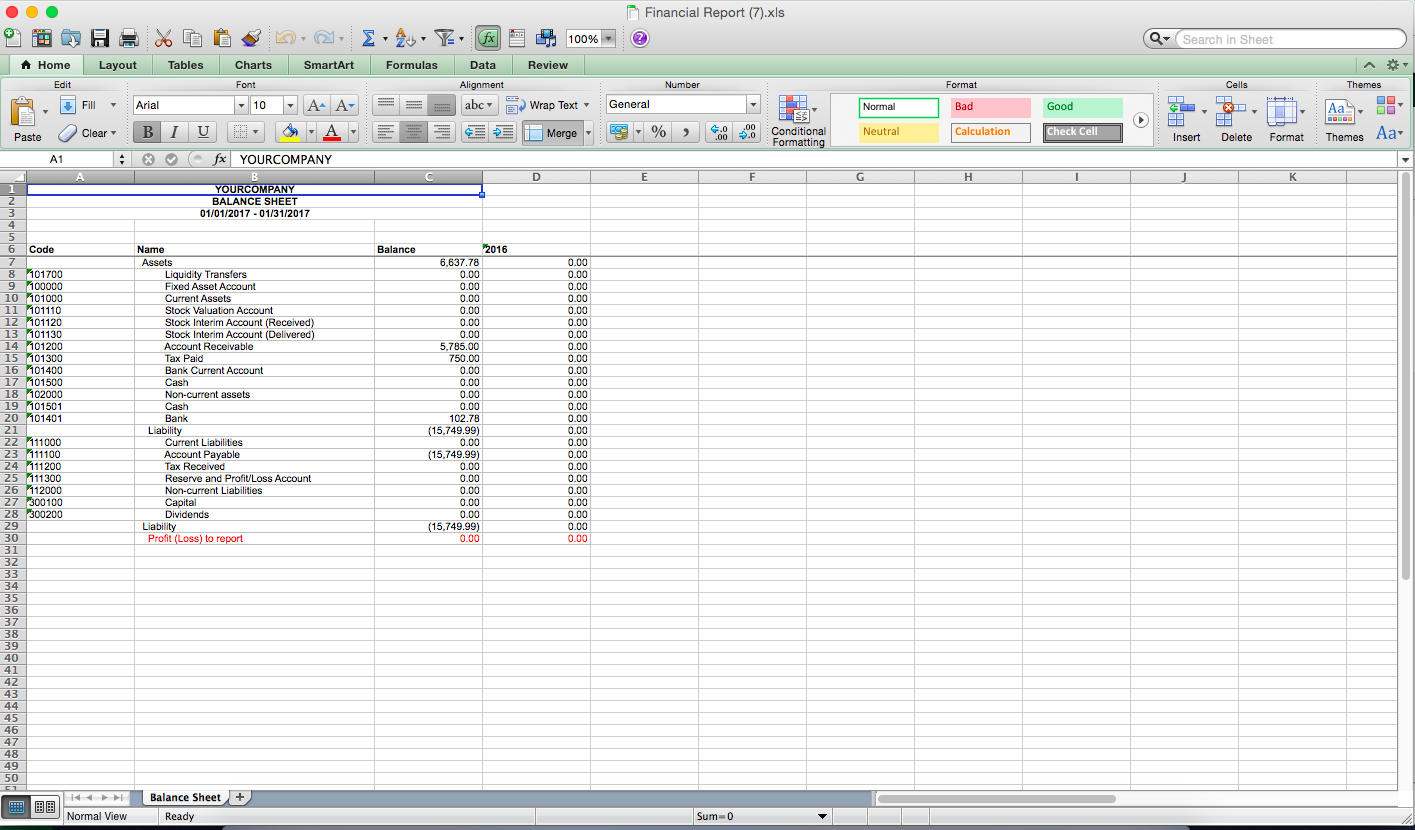 Financial Report (7).xls
100%
Search in Sheet
Home Layout Tables Charts SmartArt Formulas Data Review
Edit Font Alignment Number Format Cells Themes
Fill Arial 10 A A abc Wrap Text General Normal Bad Good
Paste Clear B I U A Merge % , .0 .00 .00 .0 Conditional Formatting Neutral Calculation Check Cell Insert Delete Format Themes Aa
A1 fx YOURCOMPANY
A B C D E F G H I J K
1 YOURCOMPANY
2 BALANCE SHEET
3 01/01/2017 - 01/31/2017
4
5
6 Code Name Balance 2016
7 Assets 6,637.78 0.00
8 101700 Liquidity Transfers 0.00 0.00
9 100000 Fixed Asset Account 0.00 0.00
10 101000 Current Assets 0.00 0.00
11 101110 Stock Valuation Account 0.00 0.00
12 101120 Stock Interim Account (Received) 0.00 0.00
13 101130 Stock Interim Account (Delivered) 0.00 0.00
14 101200 Account Receivable 5,785.00 0.00
15 101300 Tax Paid 750.00 0.00
16 101400 Bank Current Account 0.00 0.00
17 101500 Cash 0.00 0.00
18 102000 Non-current assets 0.00 0.00
19 101501 Cash 0.00 0.00
20 101401 Bank 102.78 0.00
21 Liability (15,749.99) 0.00
22 111000 Current Liabilities 0.00 0.00
23 111100 Account Payable (15,749.99) 0.00
24 111200 Tax Received 0.00 0.00
25 111300 Reserve and Profit/Loss Account 0.00 0.00
26 112000 Non-current Liabilities 0.00 0.00
27 300100 Capital 0.00 0.00
28 300200 Dividends 0.00 0.00
29 Liability (15,749.99) 0.00
30 Profit (Loss) to report 0.00 0.00
31
32
33
34
35
36
37
38
39
40
41
42
43
44
45
46
47
48
49
50
51
Balance Sheet
Normal View Ready Sum=0